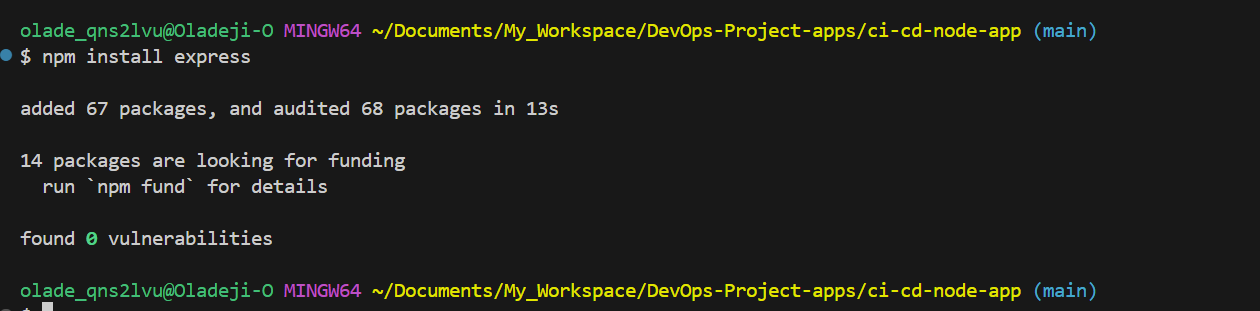 olade_qns2lvu@Oladeji-O MINGW64 ~/Documents/My_Workspace/DevOps-Project-apps/ci-cd-node-app (main)
$ npm install express
added 67 packages, and audited 68 packages in 13s
14 packages are looking for funding
  run `npm fund` for details
found 0 vulnerabilities
olade_qns2lvu@Oladeji-O MINGW64 ~/Documents/My_Workspace/DevOps-Project-apps/ci-cd-node-app (main)
$